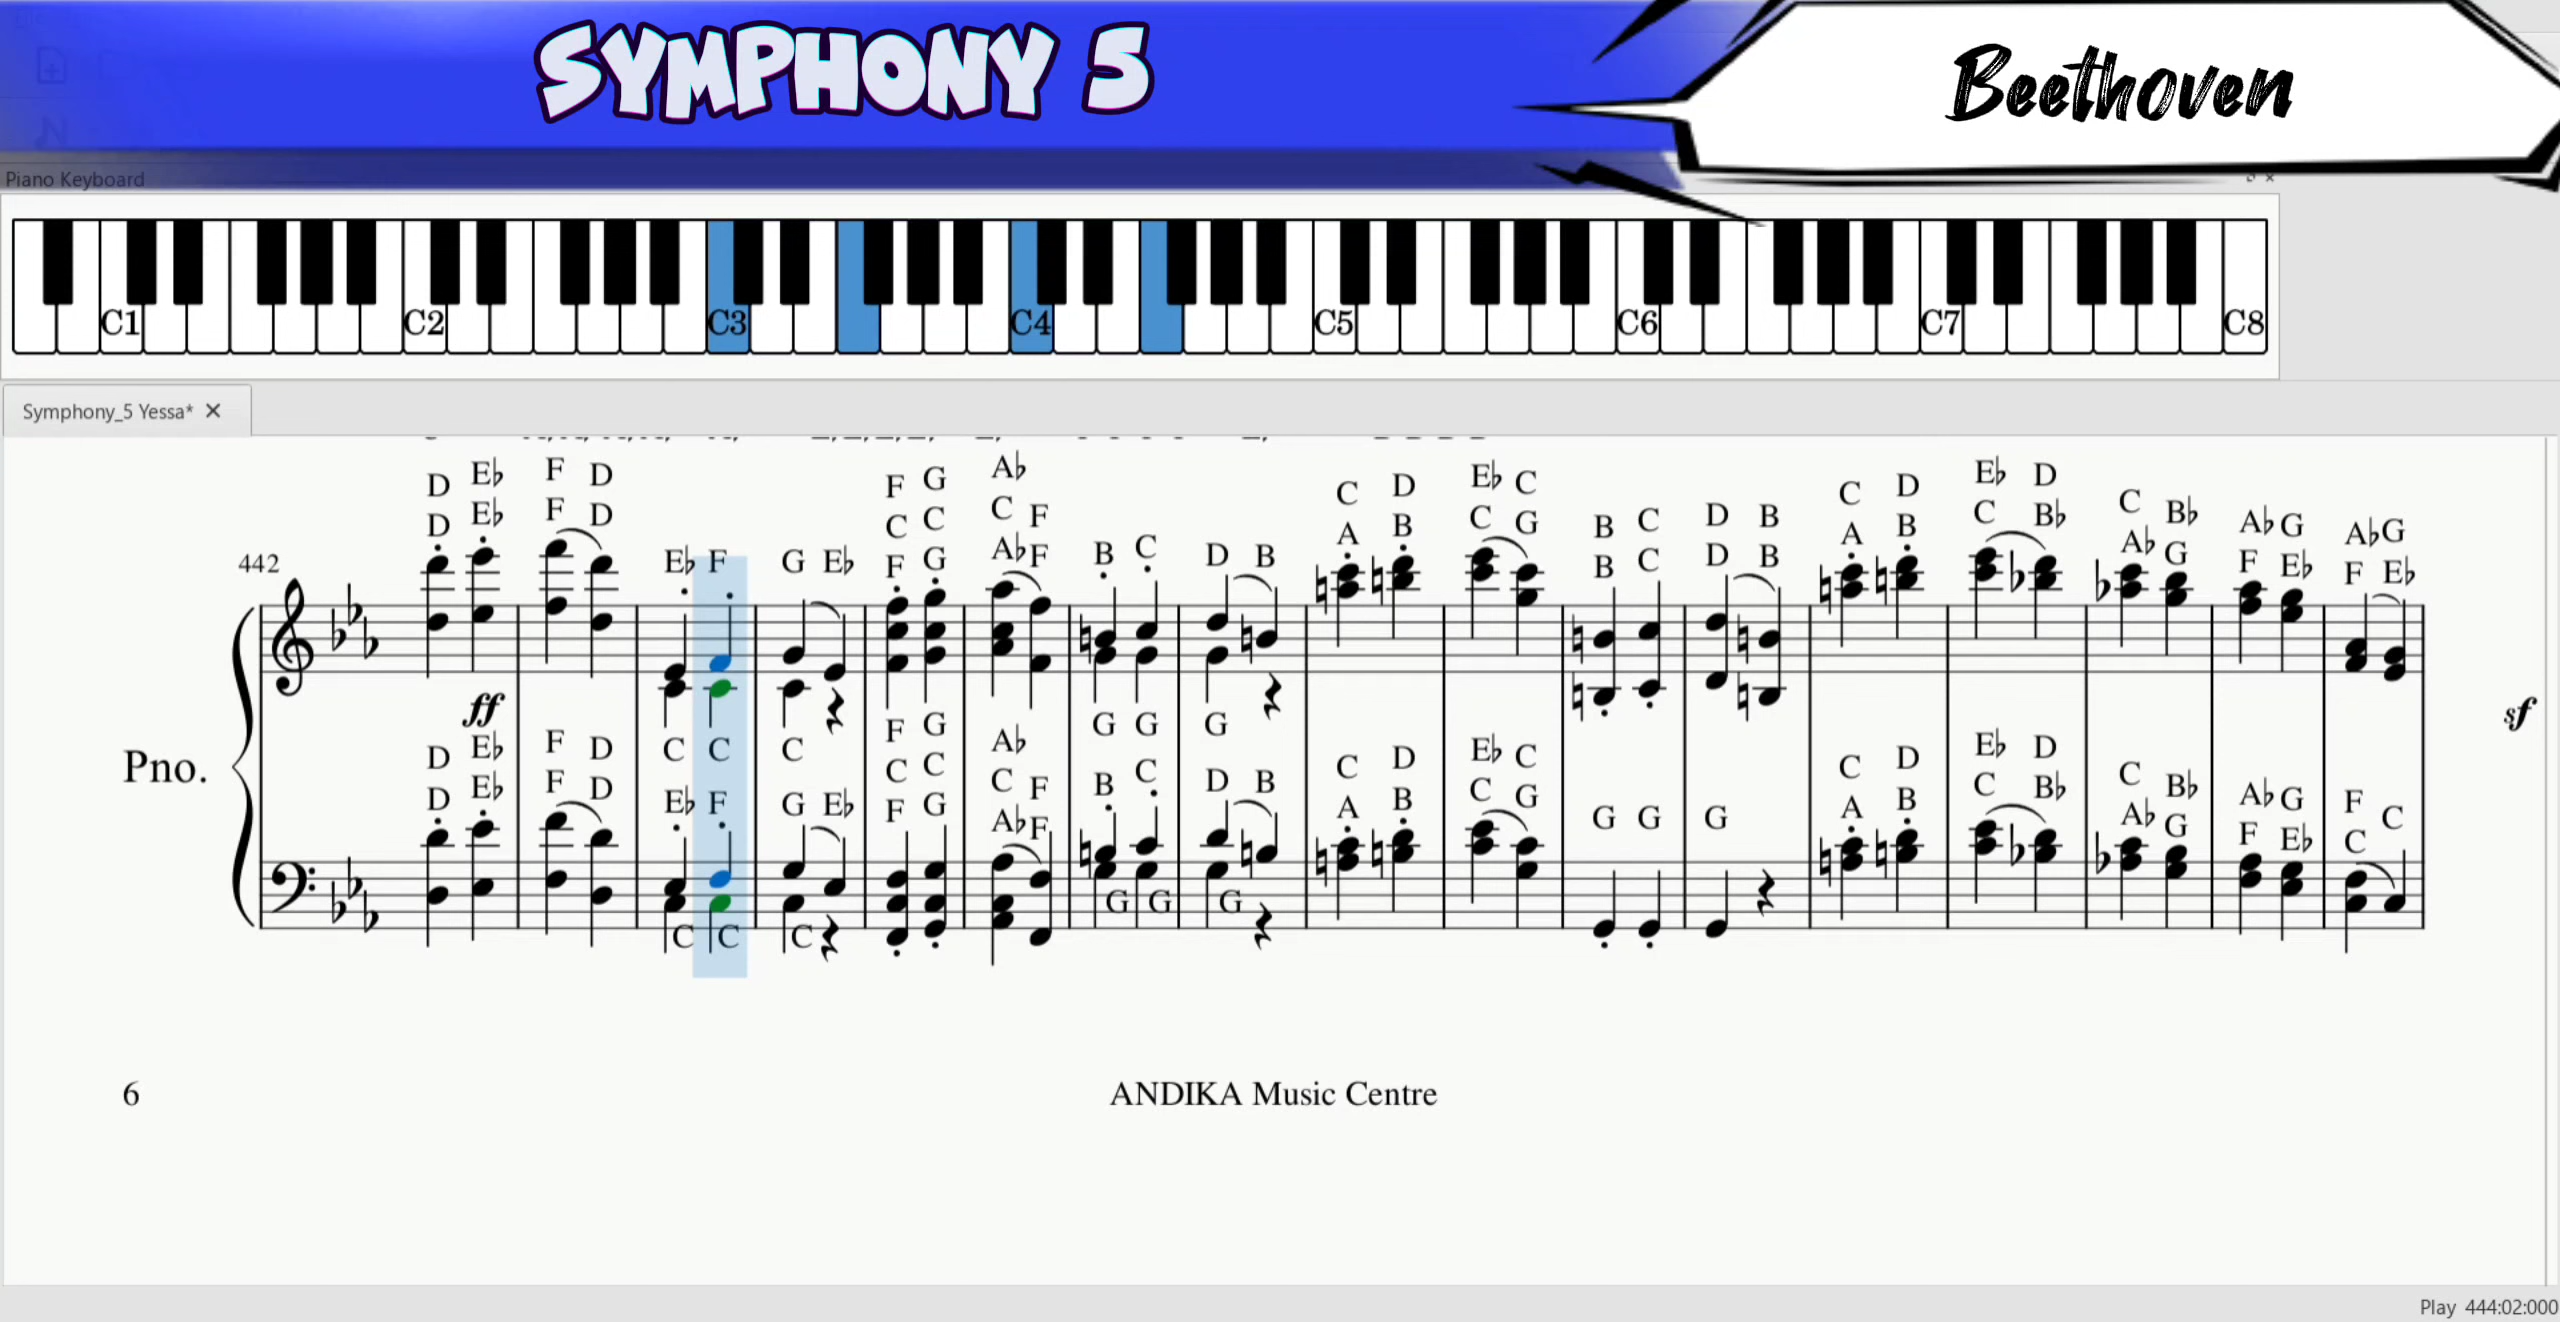 SYMPHONY 5
Beethoven
Piano Keyboard
C1 C2 C3 C4 C5 C6 C7 C8
Symphony_5 Yessa*
E♭ F D F G A♭ E♭ C E♭ D
D E♭ F D C G C F C D C G D B C D C B♭ C B♭ A♭ G A♭ G
D E♭ E♭ F G E♭ F G A♭ F B C D B A B B C D B A B A♭ G F E♭ F E♭
442
ff
sf
Pno.
D E♭ F D C C C F G A♭ G G G C D E♭ C C D E♭ D C B♭ A♭ G F
D E♭ F D E♭ F G E♭ C C C F B C D B A B C G G G G A B C B♭ A♭ G F E♭ C C
F G A♭ F
C C C G G G
6
ANDIKA Music Centre
Play 444:02:000